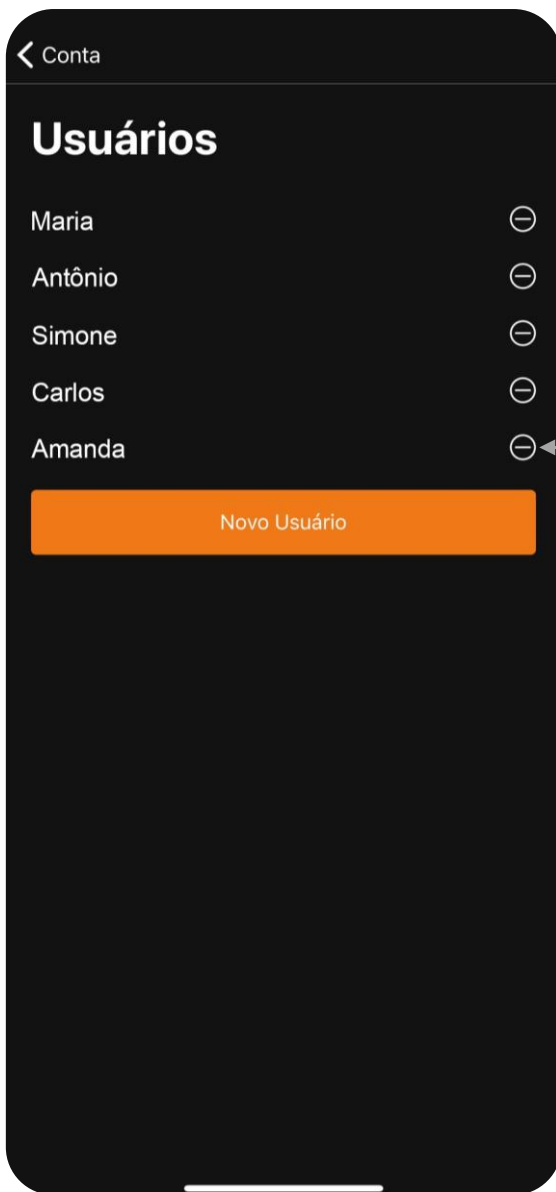 Conta
Usuários
Maria
Antônio
Simone
Carlos
Amanda
Novo Usuário